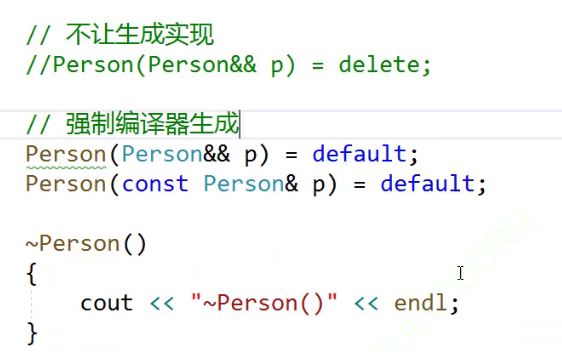 // 不让生成实现
//Person(Person&& p) = delete;
// 强制编译器生成
Person(Person&& p) = default;
Person(const Person& p) = default;
~Person()
{
cout << "~Person()" << endl;
}